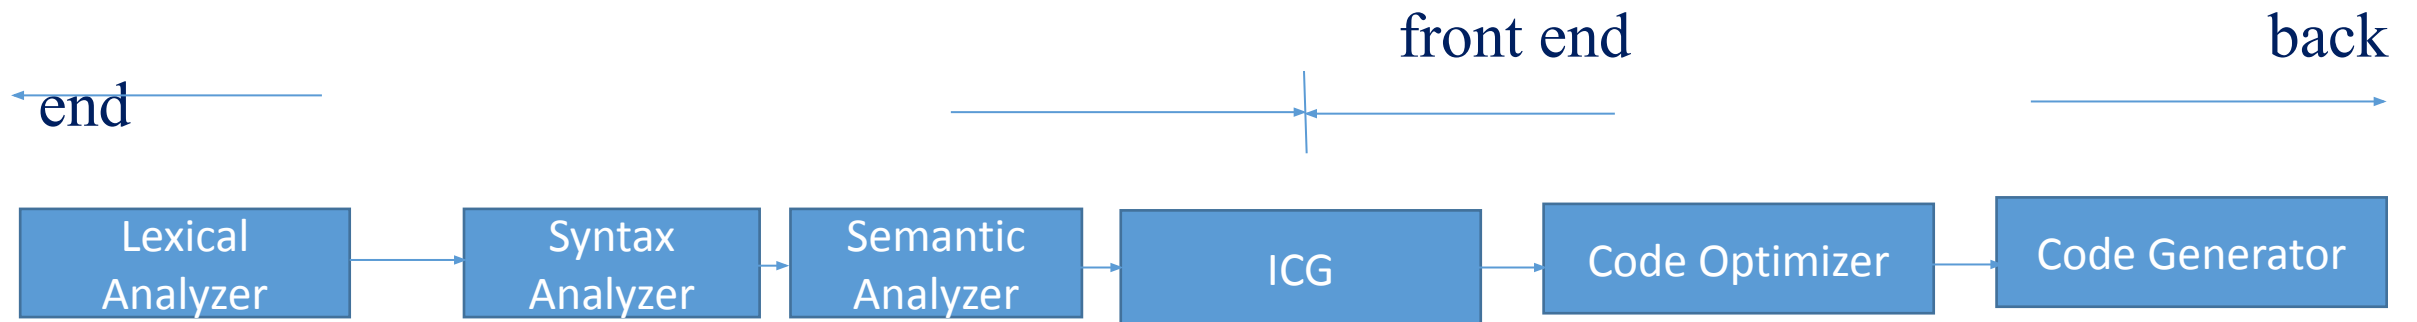 front end back
end
Lexical
Analyzer
Syntax
Analyzer
Semantic
Analyzer
ICG
Code Optimizer
Code Generator